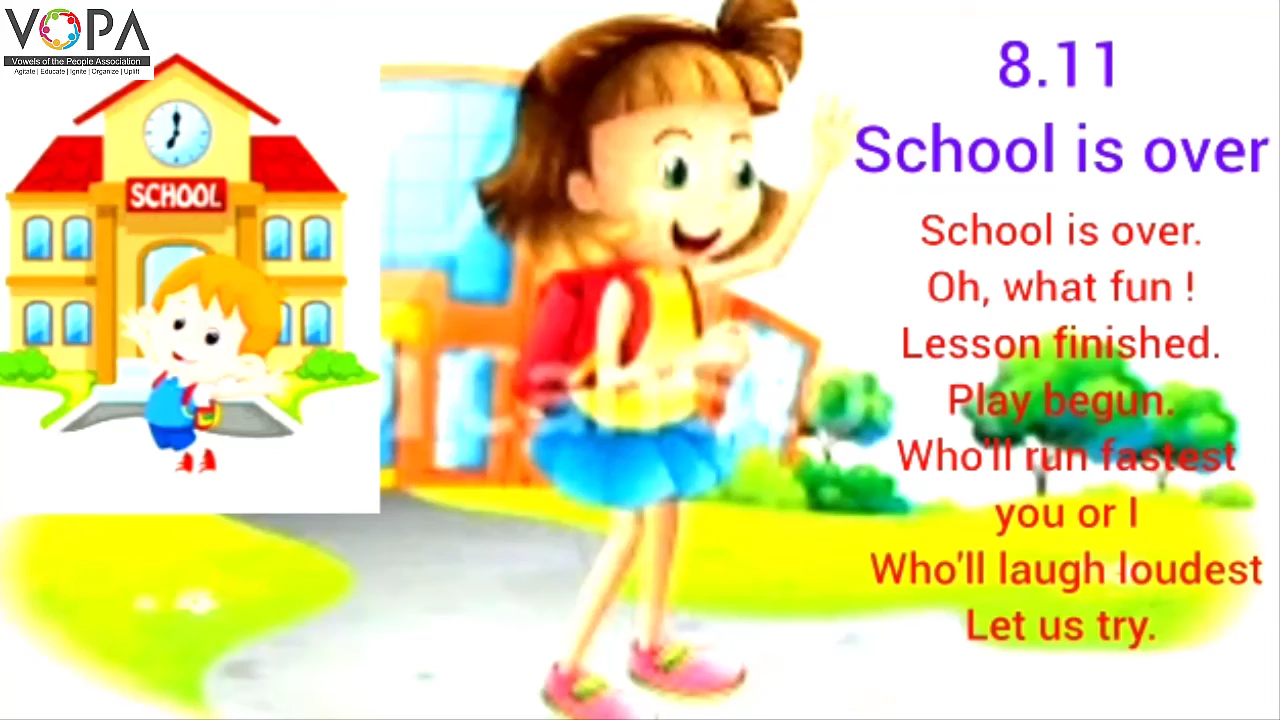 VOPA
Vowels of the People Association
Agitate | Educate | Ignite | Organize | Uplift
SCHOOL
8.11
School is over
School is over.
Oh, what fun !
Lesson finished.
Play begun.
Who'll run fastest
you or I
Who'll laugh loudest
Let us try.